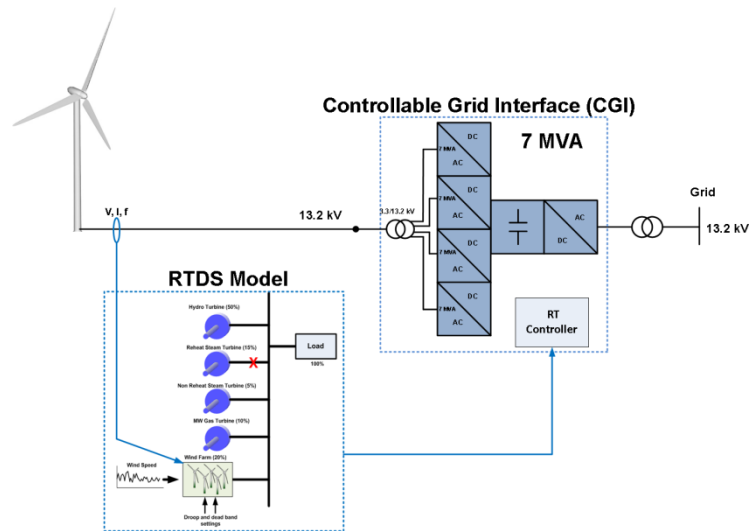 Controllable Grid Interface (CGI)
7 MVA
DC
7 MVA
AC
DC
7 MVA
AC
DC
7 MVA
AC
DC
7 MVA
AC
AC
DC
Grid
13.2 kV
V, I, f
13.2 kV
3.3/13.2 kV
RTDS Model
Hydro Turbine (50%)
Reheat Steam Turbine (15%)
X
Load
100%
Non Reheat Steam Turbine (5%)
MW Gas Turbine (10%)
Wind Farm (20%)
Wind Speed
Droop and dead band
settings
RT
Controller